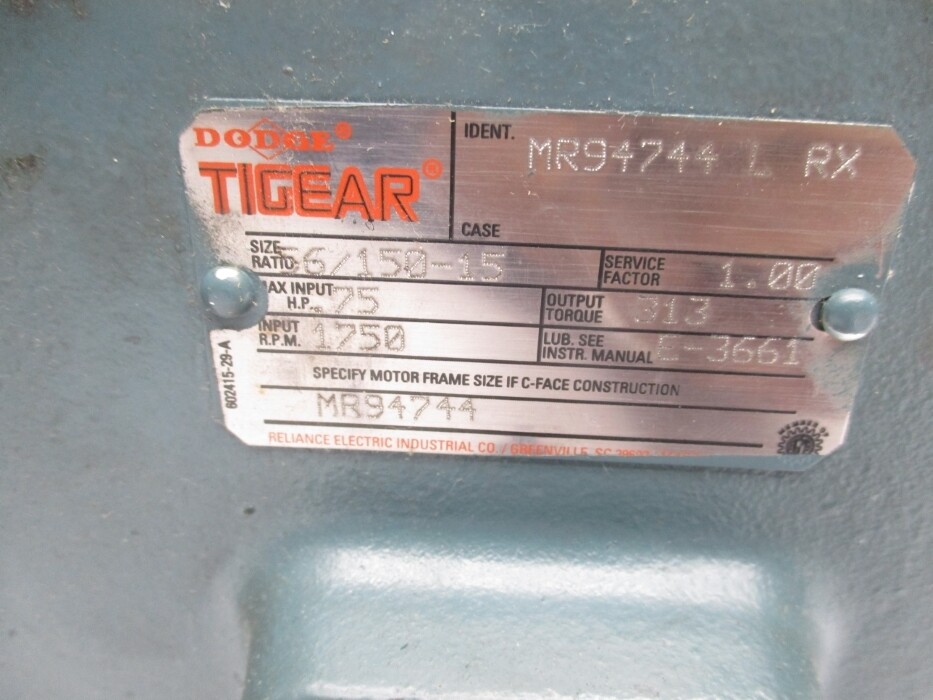 DODGE®
TIGEAR®
IDENT.
MR94744 L RX
CASE
SIZE
RATIO
56/150-15
SERVICE
FACTOR
1.00
MAX INPUT
H.P.
.75
OUTPUT
TORQUE
313
INPUT
R.P.M.
1750
LUB. SEE
INSTR. MANUAL
E-3661
602415-29-A
SPECIFY MOTOR FRAME SIZE IF C-FACE CONSTRUCTION
MR94744
RELIANCE ELECTRIC INDUSTRIAL CO. / GREENVILLE, SC
MEMBER OF